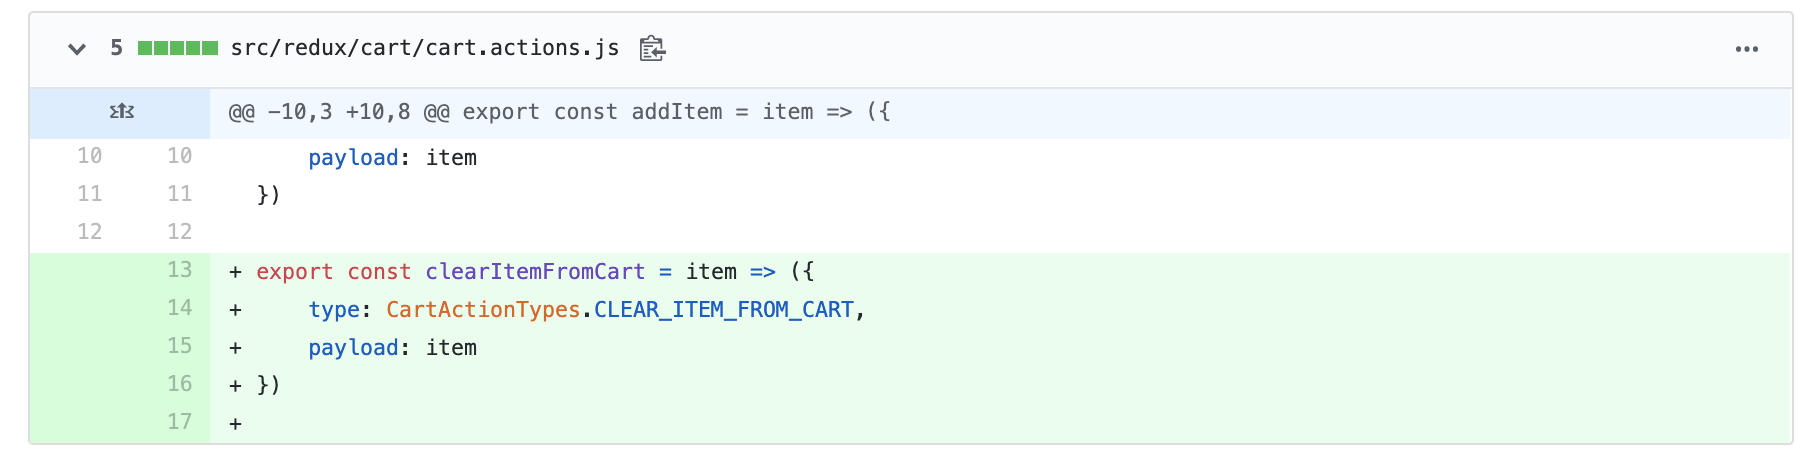 5 src/redux/cart/cart.actions.js
@@ -10,3 +10,8 @@ export const addItem = item => ({
10 10 payload: item
11 11 })
12 12
13 + export const clearItemFromCart = item => ({
14 + type: CartActionTypes.CLEAR_ITEM_FROM_CART,
15 + payload: item
16 + })
17 +